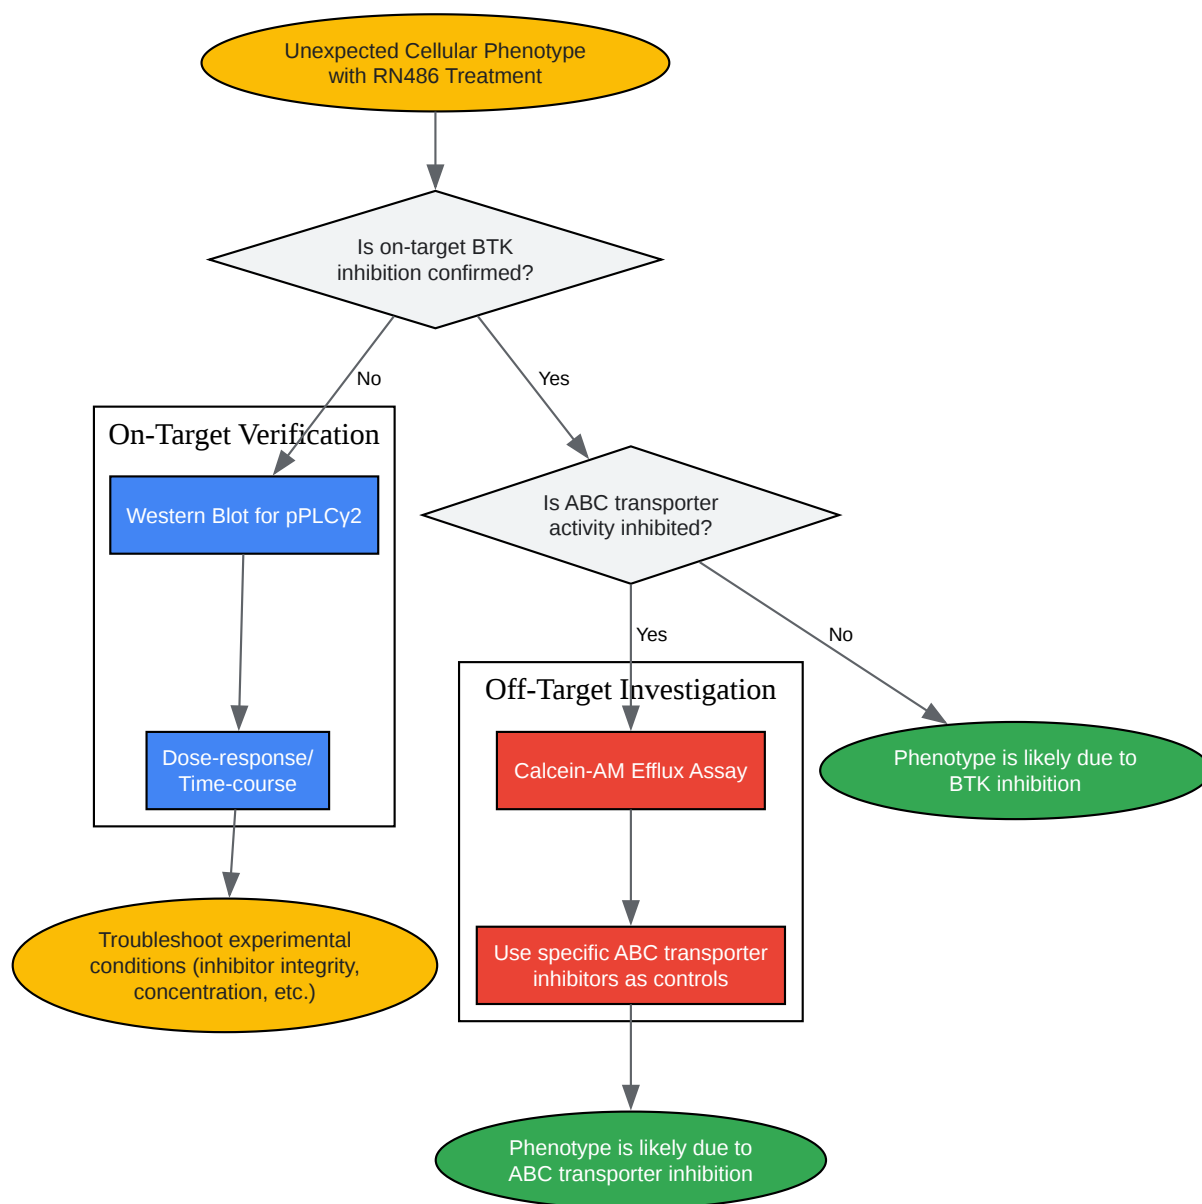 Unexpected Cellular Phenotype
with RN486 Treatment
Is on-target BTK
inhibition confirmed?
No
Yes
On-Target Verification
Western Blot for pPLCγ2
Dose-response/
Time-course
Troubleshoot experimental
conditions (inhibitor integrity,
concentration, etc.)
Is ABC transporter
activity inhibited?
Yes
No
Off-Target Investigation
Calcein-AM Efflux Assay
Use specific ABC transporter
inhibitors as controls
Phenotype is likely due to
BTK inhibition
Phenotype is likely due to
ABC transporter inhibition